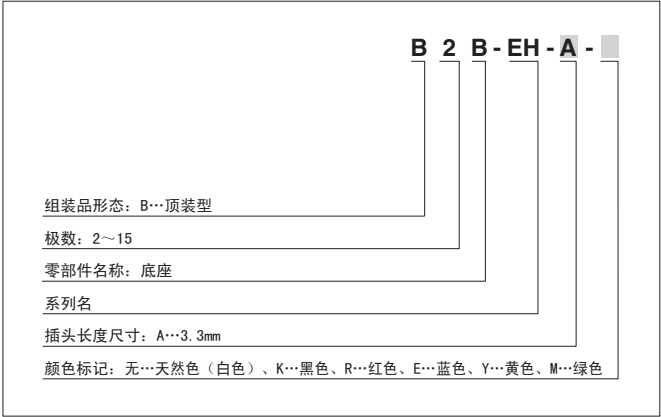 B 2 B - EH - A -
组装品形态：B…顶装型
极数：2～15
零部件名称：底座
系列名
插头长度尺寸：A…3.3mm
颜色标记：无…天然色（白色）、K…黑色、R…红色、E…蓝色、Y…黄色、M…绿色